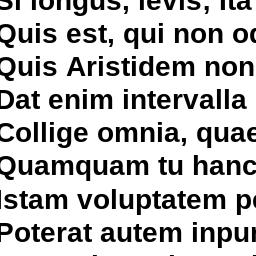 Si longus, levis; ita
Quis est, qui non od
Quis Aristidem non
Dat enim intervalla
Collige omnia, quae
Quamquam tu hanc
Istam voluptatem pe
Poterat autem inpur